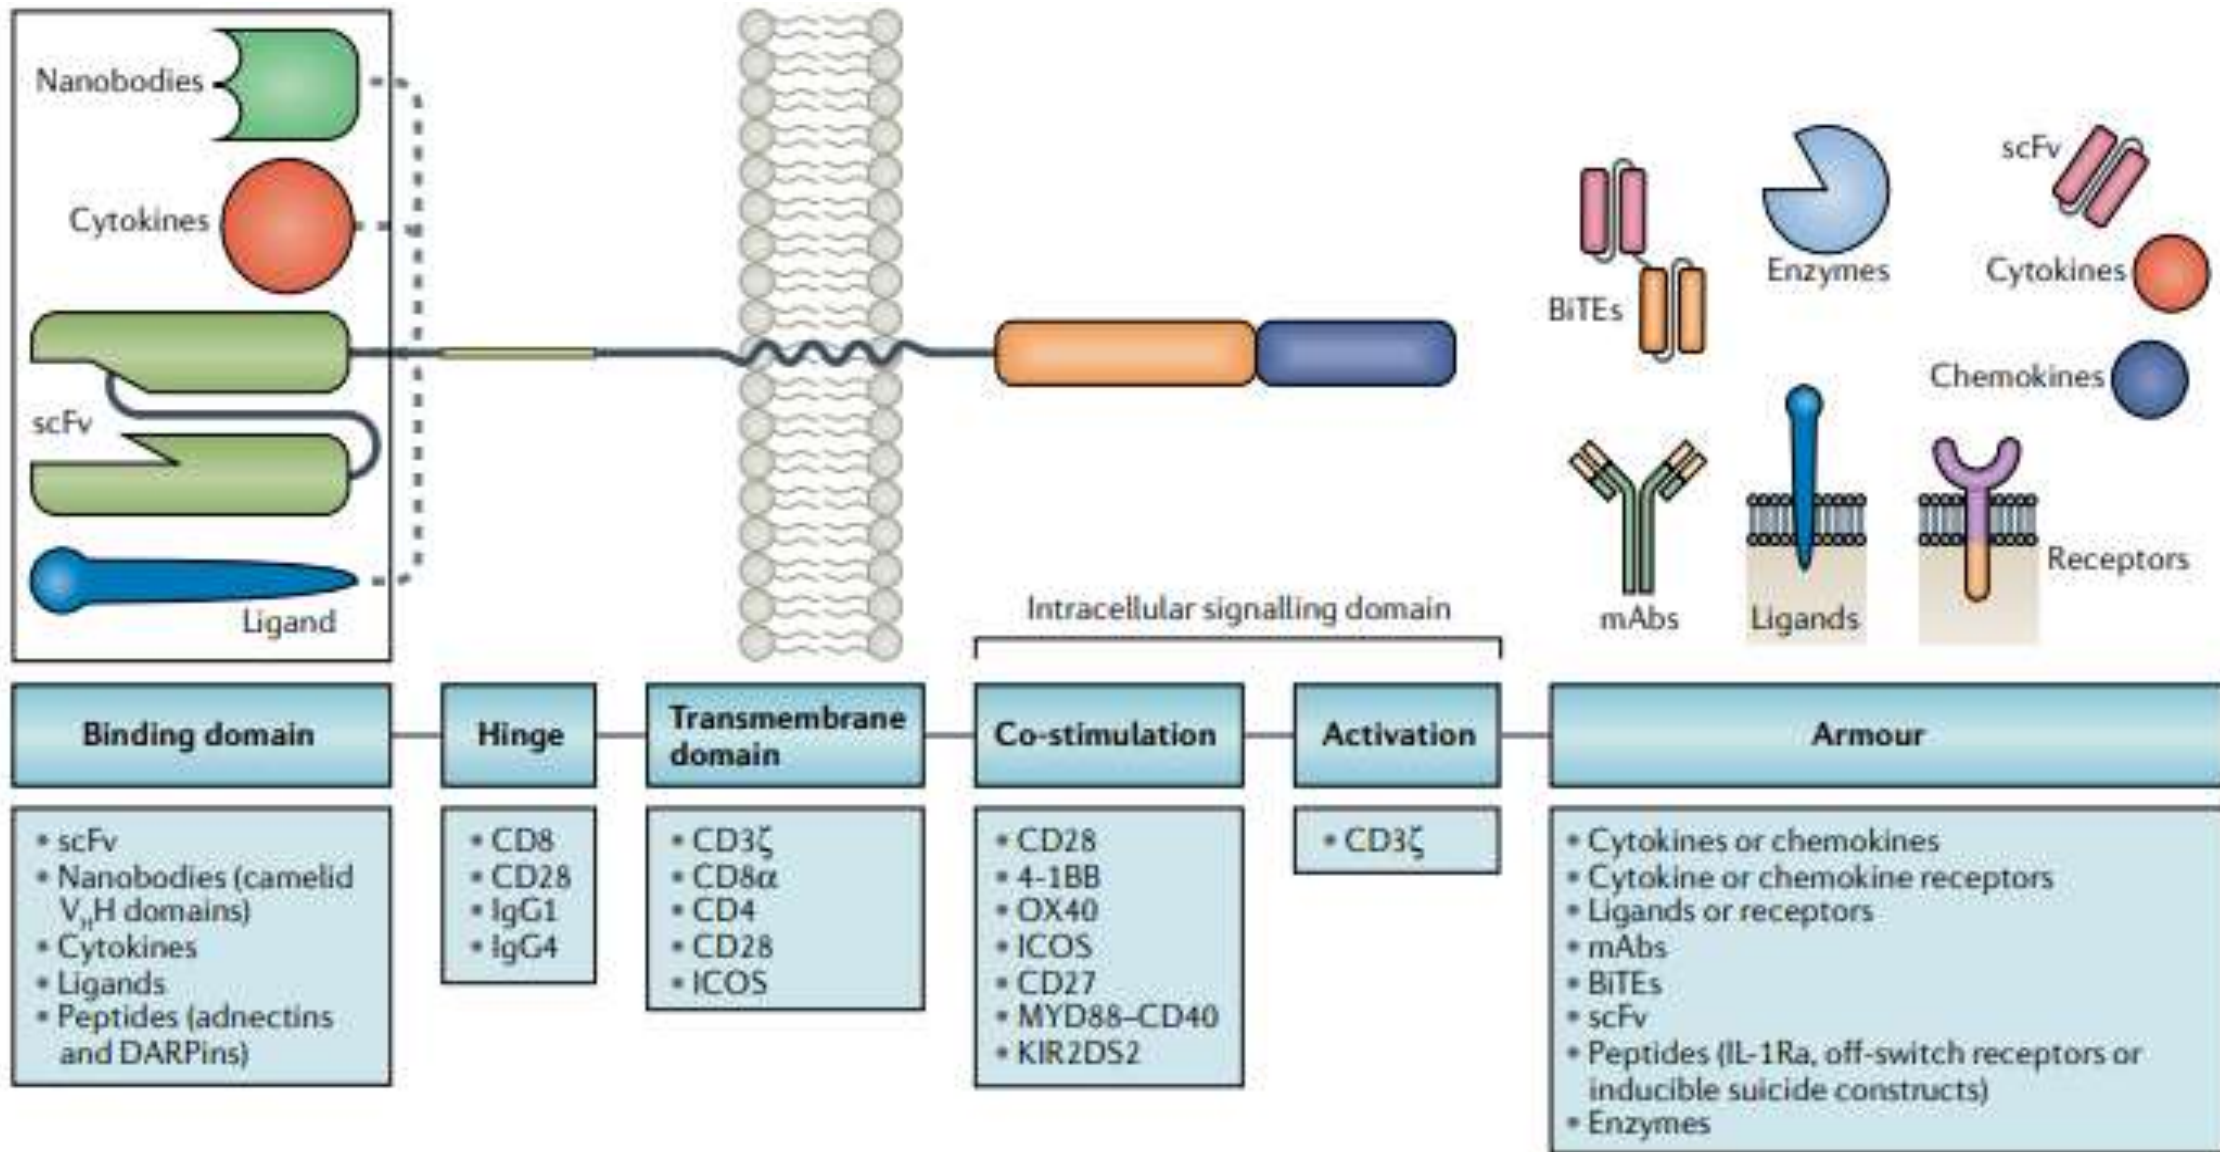 Nanobodies
Cytokines
scFv
Ligand
BiTEs
Enzymes
scFv
Cytokines
Chemokines
mAbs
Ligands
Receptors
Intracellular signalling domain
Binding domain
Hinge
Transmembrane
domain
Co-stimulation
Activation
Armour
• scFv
• Nanobodies (camelid
VHH domains)
• Cytokines
• Ligands
• Peptides (adnectins
and DARPins)
• CD8
• CD28
• IgG1
• IgG4
• CD3ζ
• CD8α
• CD4
• CD28
• ICOS
• CD28
• 4-1BB
• OX40
• ICOS
• CD27
• MYD88–CD40
• KIR2DS2
• CD3ζ
• Cytokines or chemokines
• Cytokine or chemokine receptors
• Ligands or receptors
• mAbs
• BiTEs
• scFv
• Peptides (IL-1Ra, off-switch receptors or
inducible suicide constructs)
• Enzymes